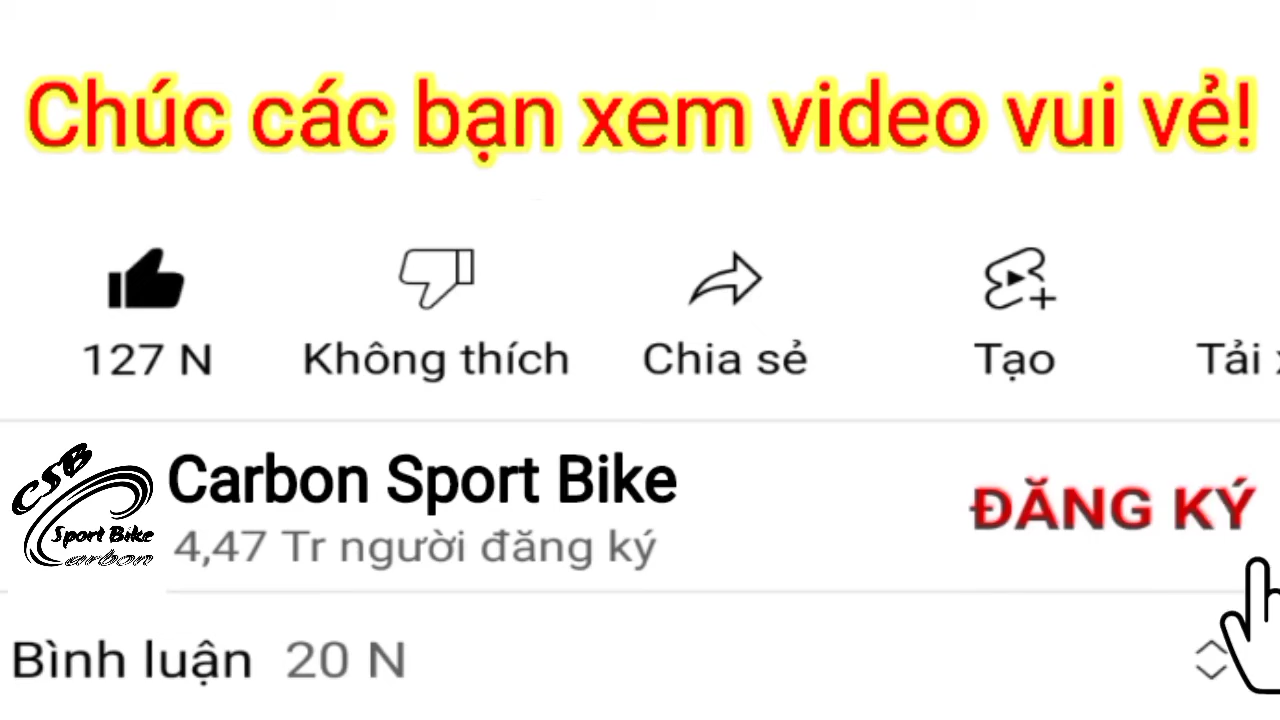 Chúc các bạn xem video vui vẻ!
127 N Không thích Chia sẻ Tạo Tải
CSB
Sport Bike
Carbon
Carbon Sport Bike
4,47 Tr người đăng ký
ĐĂNG KÝ
Bình luận 20 N